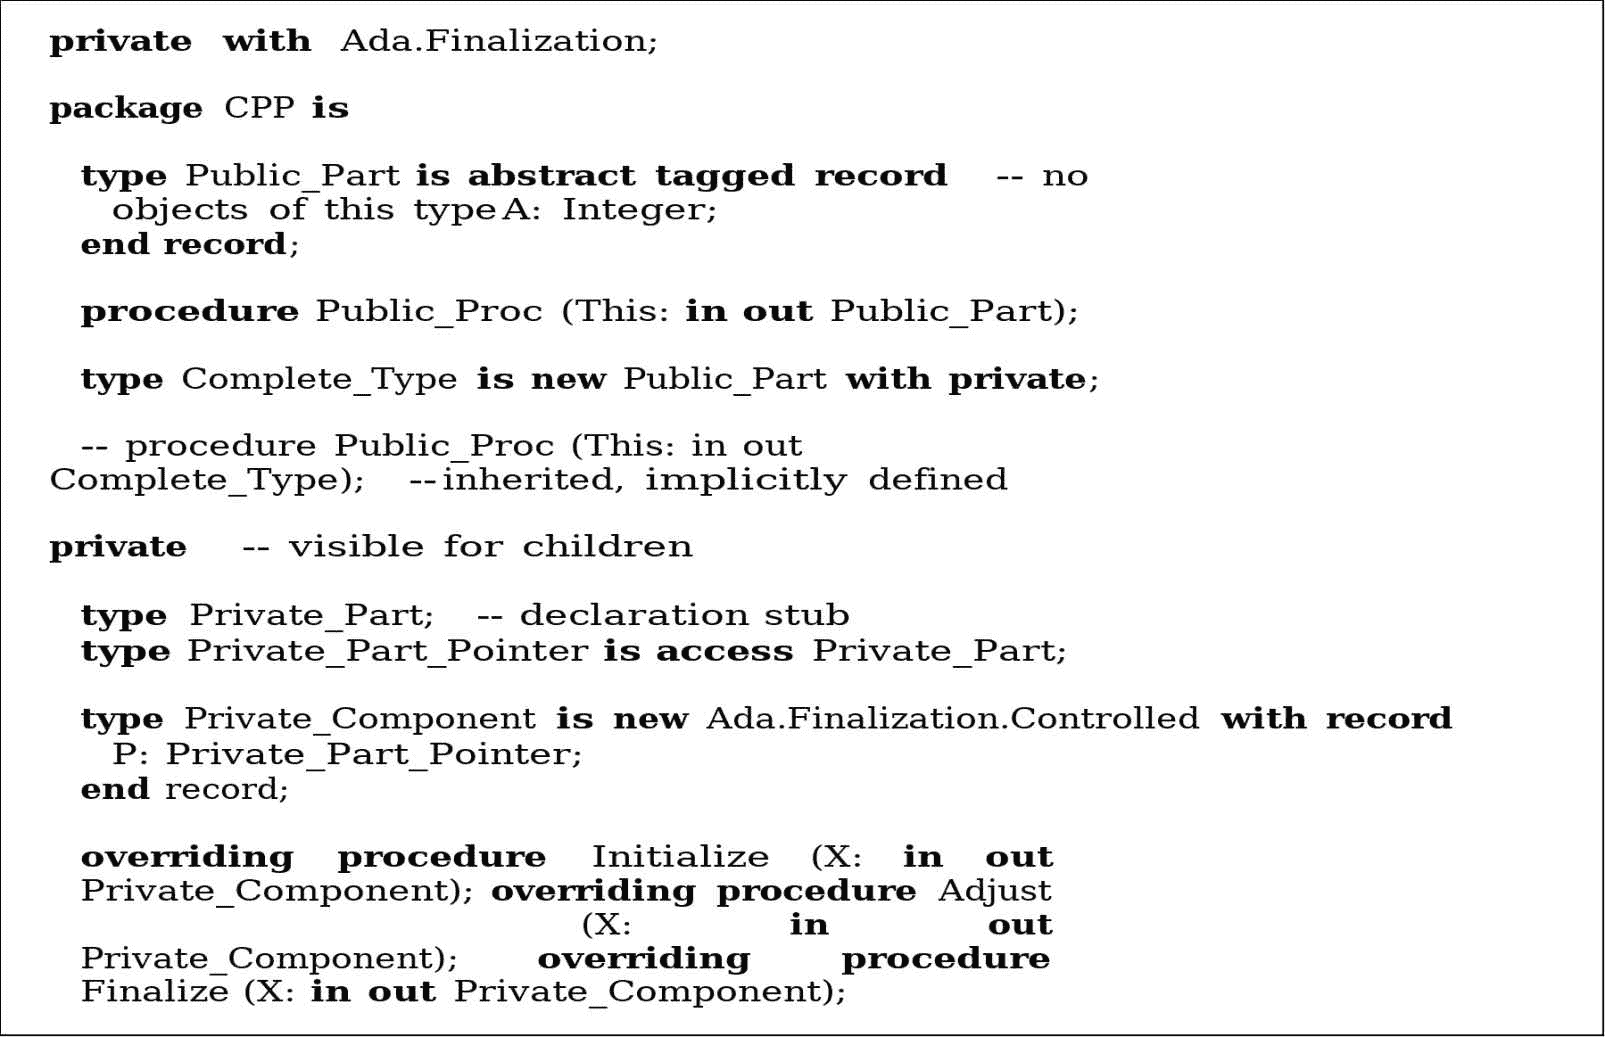 private with Ada.Finalization;
package CPP is
type Public_Part is abstract tagged record -- no
objects of this typeA: Integer;
end record;
procedure Public_Proc (This: in out Public_Part);
type Complete_Type is new Public_Part with private;
-- procedure Public_Proc (This: in out
Complete_Type); --inherited, implicitly defined
private -- visible for children
type Private_Part; -- declaration stub
type Private_Part_Pointer is access Private_Part;
type Private_Component is new Ada.Finalization.Controlled with record
P: Private_Part_Pointer;
end record;
overriding procedure Initialize (X: in out
Private_Component); overriding procedure Adjust
(X: in out
Private_Component); overriding procedure
Finalize (X: in out Private_Component);